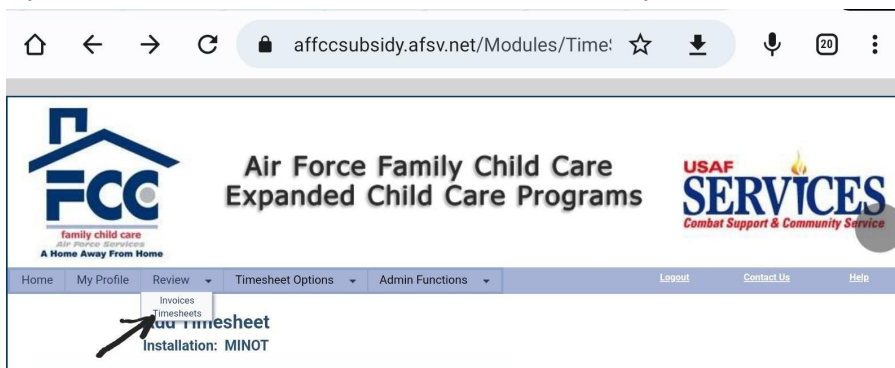 affccsubsidy.afsv.net/Modules/Time
20
FCC
family child care
Air Force Services
A Home Away From Home
Air Force Family Child Care
Expanded Child Care Programs
USAF
SERVICES
Combat Support & Community Service
Home My Profile Review Timesheet Options Admin Functions Logout Contact Us Help
Invoices
Timesheets
Add Timesheet
Installation: MINOT